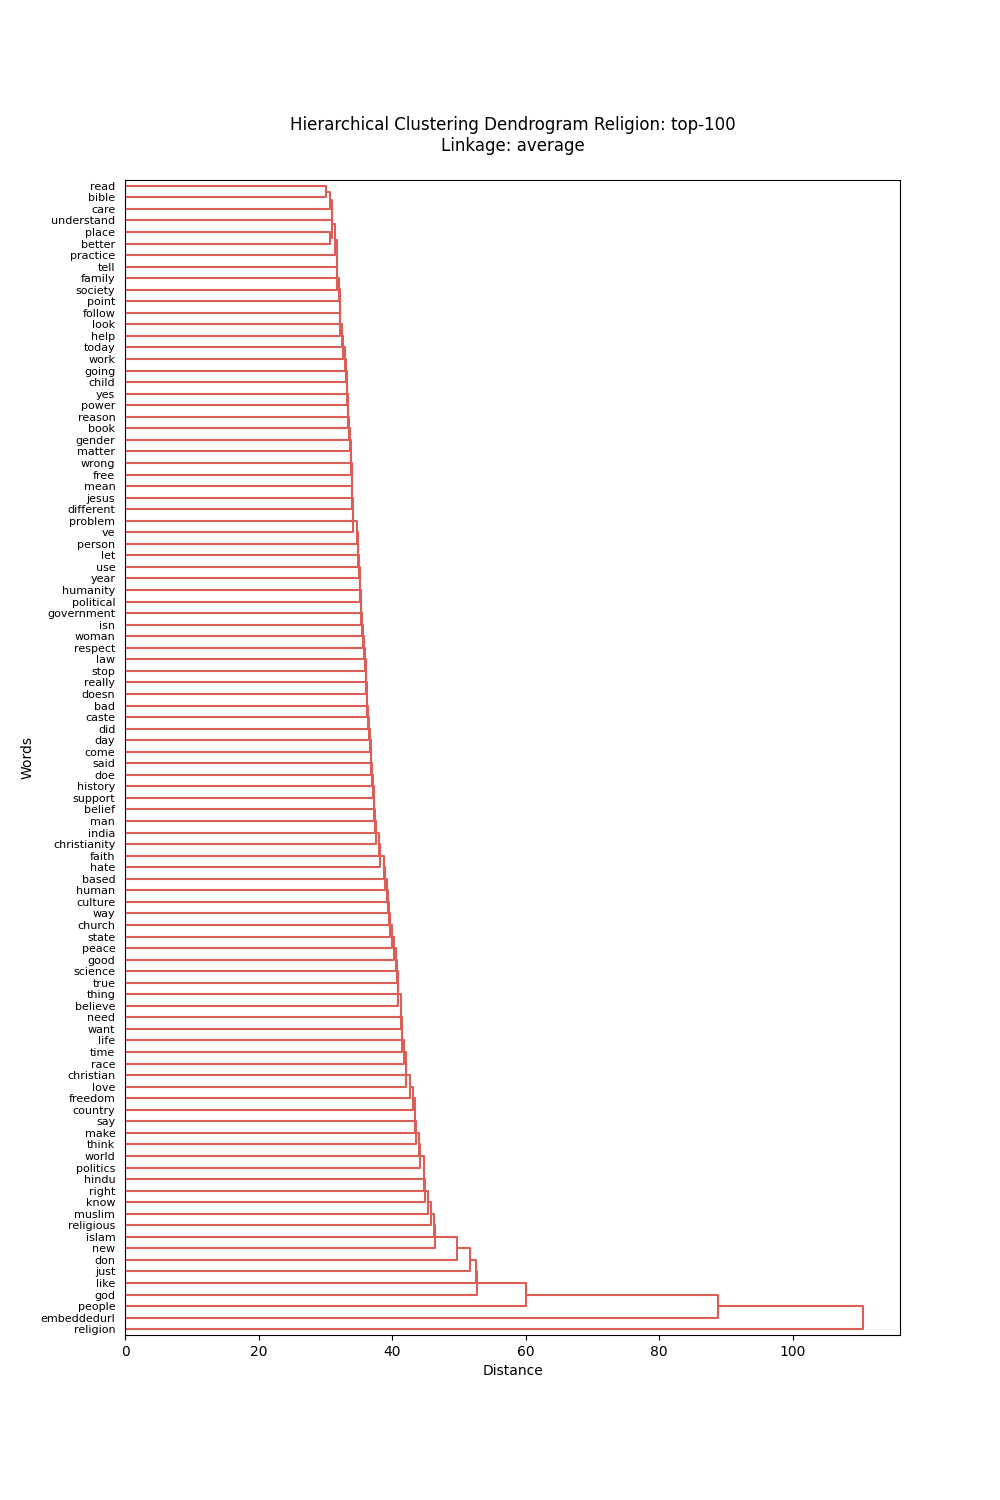 Hierarchical Clustering Dendrogram Religion: top-100
Linkage: average
read
bible
care
understand
place
better
practice
tell
family
society
point
follow
look
help
today
work
going
child
yes
power
reason
book
gender
matter
wrong
free
mean
jesus
different
problem
ve
person
let
use
year
humanity
political
government
isn
woman
respect
law
stop
really
doesn
bad
caste
did
day
come
said
doe
history
support
belief
man
india
christianity
faith
hate
based
human
culture
way
church
state
peace
good
science
true
thing
believe
need
want
life
time
race
christian
love
freedom
country
say
make
think
world
politics
hindu
right
know
muslim
religious
islam
new
don
just
like
god
people
embeddedurl
religion
Words
0 20 40 60 80 100
Distance